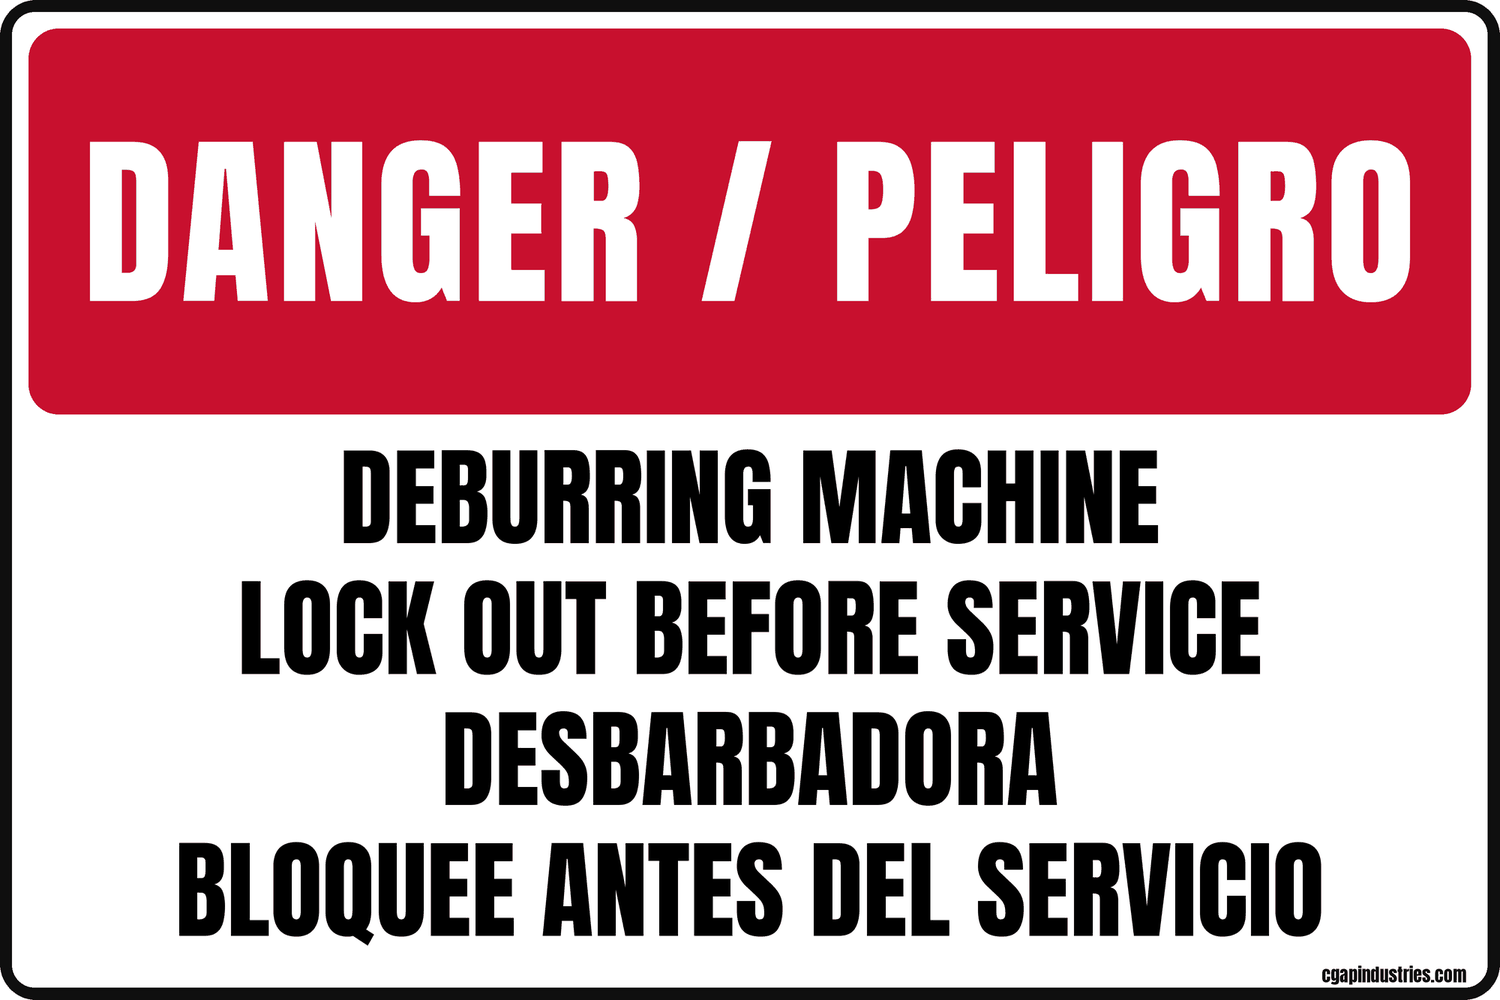 DANGER / PELIGRO
DEBURRING MACHINE
LOCK OUT BEFORE SERVICE
DESBARBADORA
BLOQUEE ANTES DEL SERVICIO
cgapindustries.com